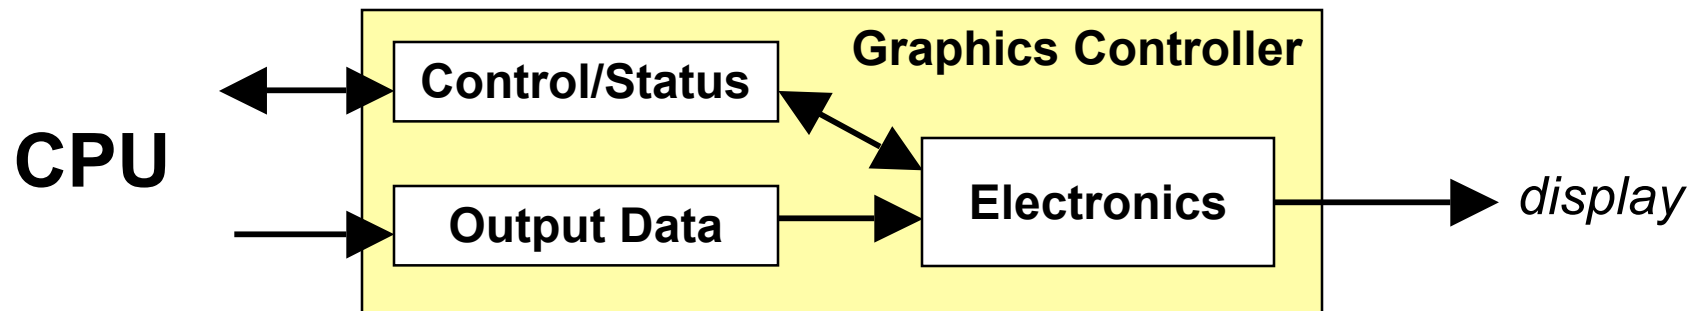 Graphics Controller
Control/Status
CPU
Output Data
Electronics
display